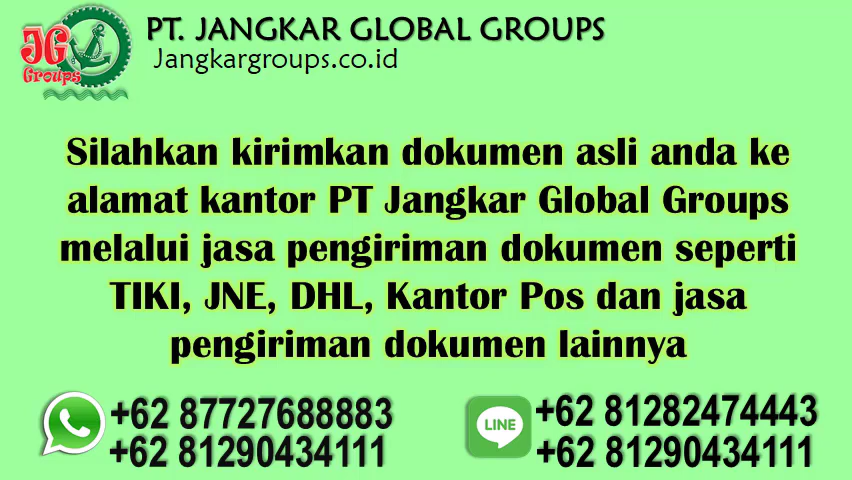 JG
Groups
PT. JANGKAR GLOBAL GROUPS
Jangkargroups.co.id
Silahkan kirimkan dokumen asli anda ke
alamat kantor PT Jangkar Global Groups
melalui jasa pengiriman dokumen seperti
TIKI, JNE, DHL, Kantor Pos dan jasa
pengiriman dokumen lainnya
+62 87727688883
+62 81290434111
LINE
+62 81282474443
+62 81290434111